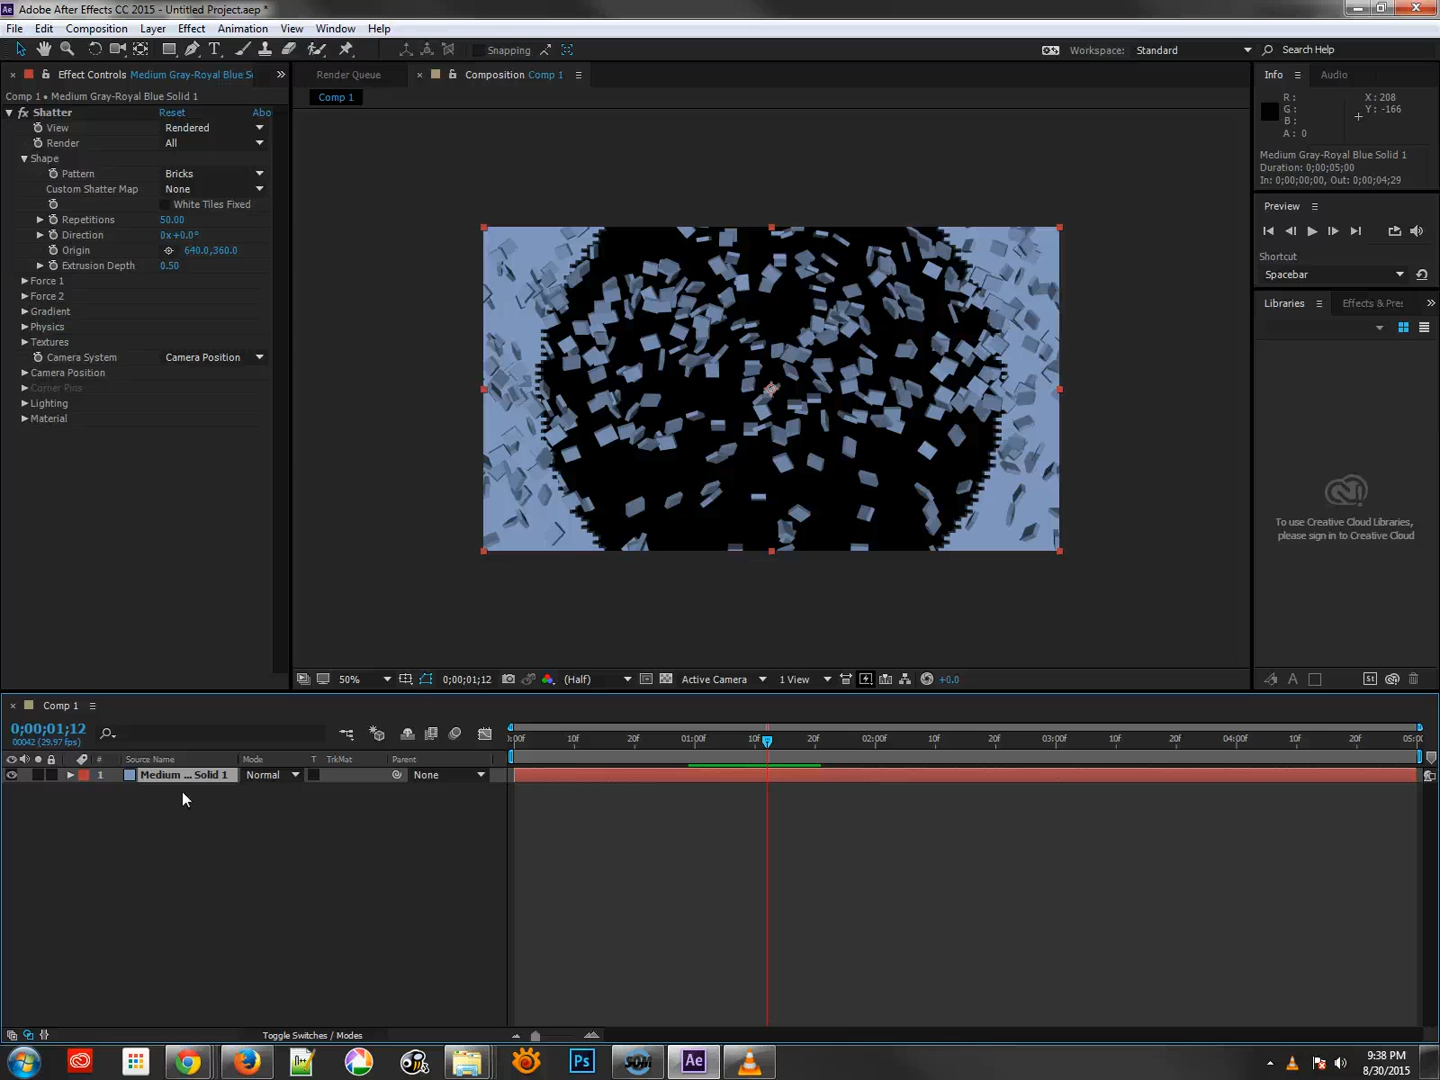 Adobe After Effects CC 2015 - Untitled Project.aep *
File Edit Composition Layer Effect Animation View Window Help
Snapping
Workspace: Standard
Search Help
Effect Controls Medium Gray-Royal Blue S
Comp 1 • Medium Gray-Royal Blue Solid 1
fx Shatter Reset Abo
View Rendered
Render All
Shape
Pattern Bricks
Custom Shatter Map None
White Tiles Fixed
Repetitions 50.00
Direction 0x+0.0°
Origin 640.0,360.0
Extrusion Depth 0.50
Force 1
Force 2
Gradient
Physics
Textures
Camera System Camera Position
Camera Position
Corner Pins
Lighting
Material
Render Queue
Composition Comp 1
Comp 1
50% 0;00;01;12 (Half) Active Camera 1 View +0.0
Info Audio
R: X: 208
G: Y: -166
B:
A: 0
Medium Gray-Royal Blue Solid 1
Duration: 0;00;05;00
In: 0;00;00;00, Out: 0;00;04;29
Preview
Shortcut
Spacebar
Libraries Effects & Pres
To use Creative Cloud Libraries,
please sign in to Creative Cloud
Comp 1
0;00;01;12
00042 (29.97 fps)
:00f 10f 20f 01:00f 10f 20f 02:00f 10f 20f 03:00f 10f 20f 04:00f 10f 20f 05:00
# Source Name Mode T TrkMat Parent
1 Medium ... Solid 1 Normal None
Toggle Switches / Modes
Ps
Ae
9:38 PM
8/30/2015